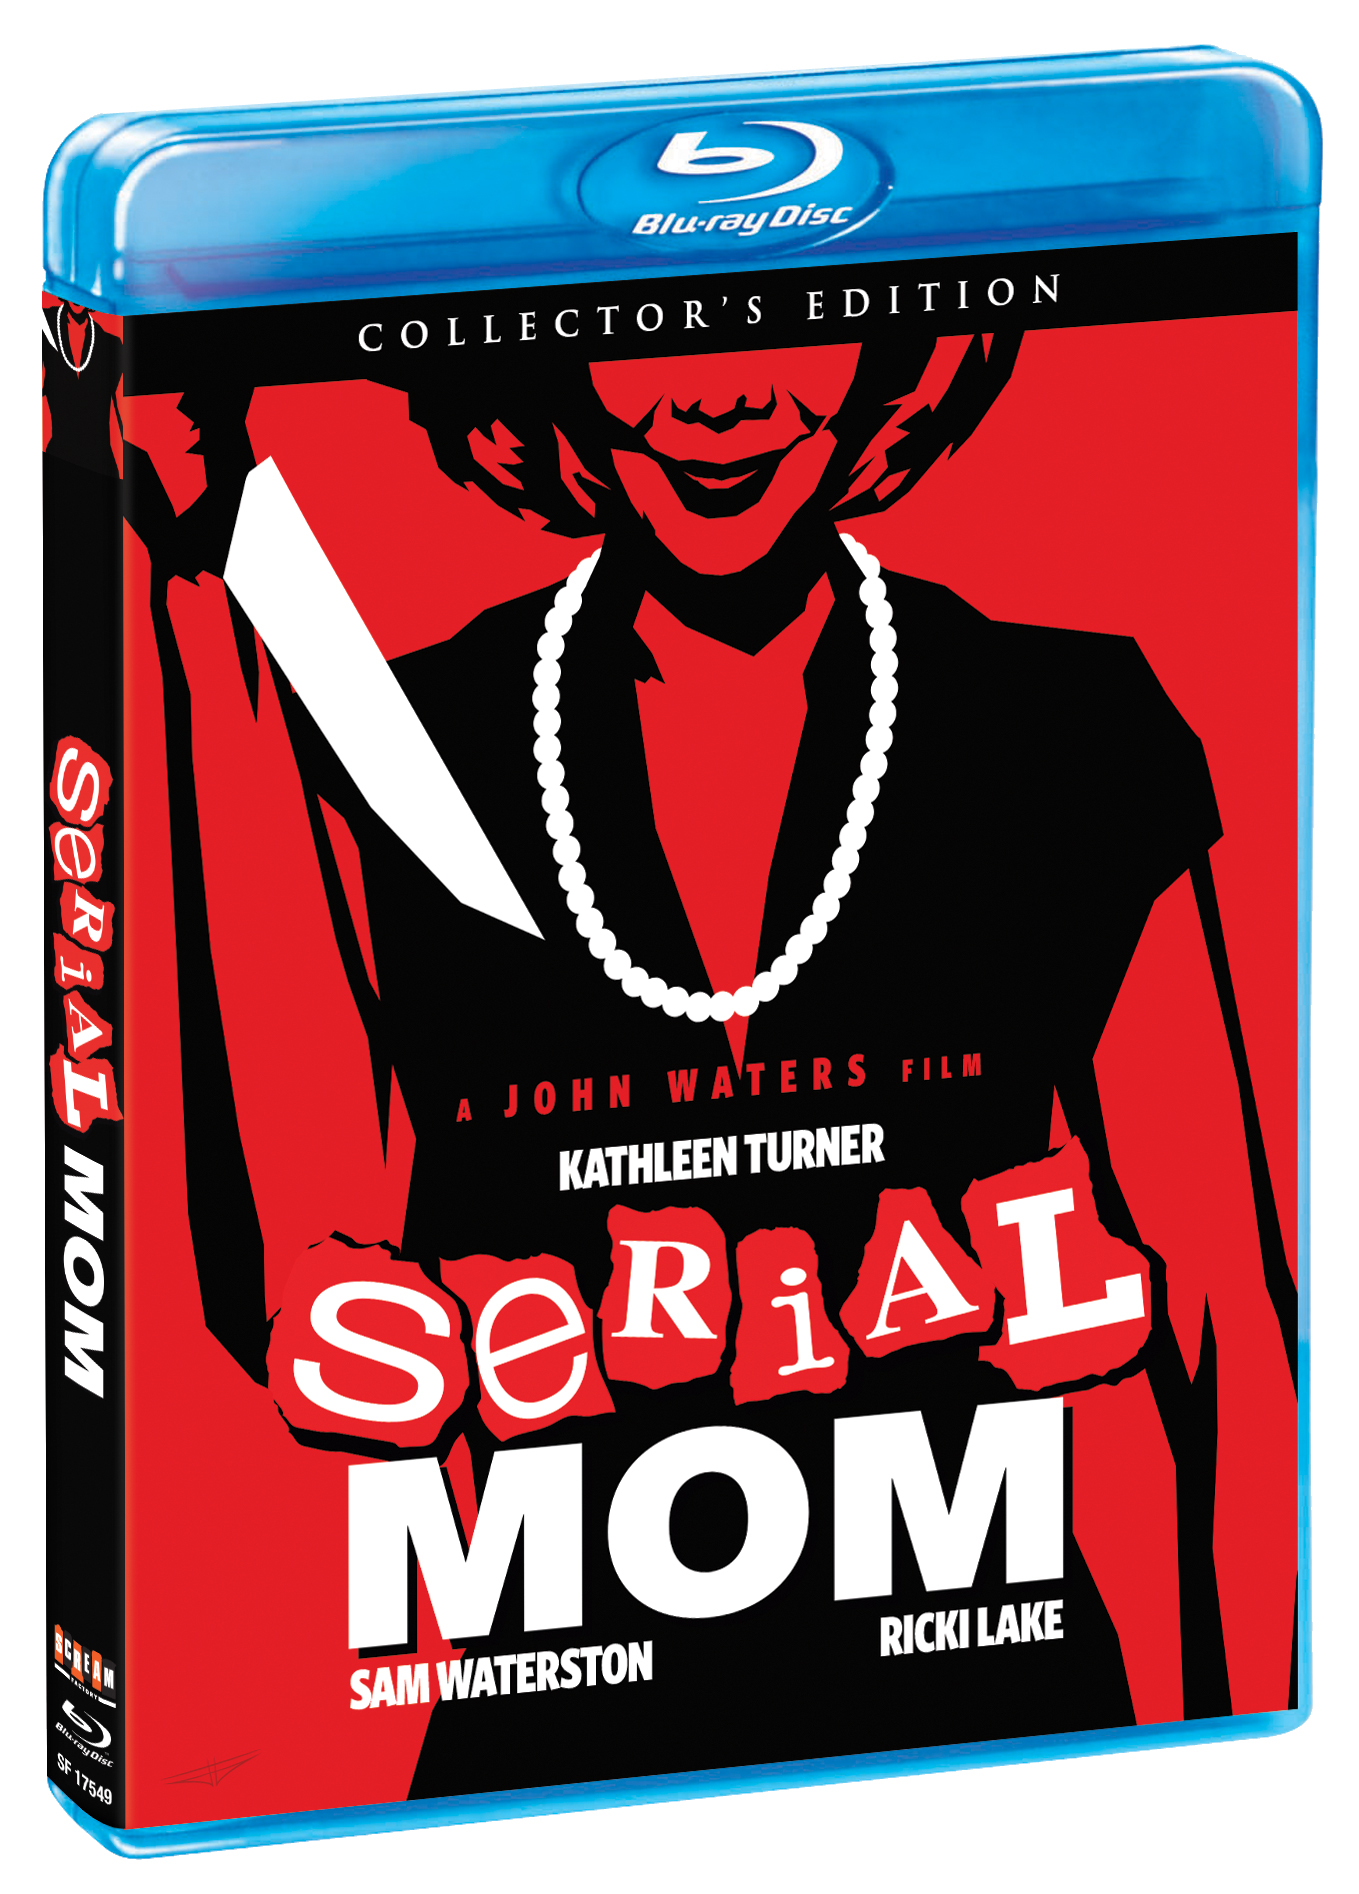 Blu-ray Disc
COLLECTOR'S EDITION
A JOHN WATERS FILM
KATHLEEN TURNER
SeRiAL
MOM
SAM WATERSTON
RICKI LAKE
SeRiAL MOM
SCREAM
FACTORY
Blu-ray Disc
SF 17549